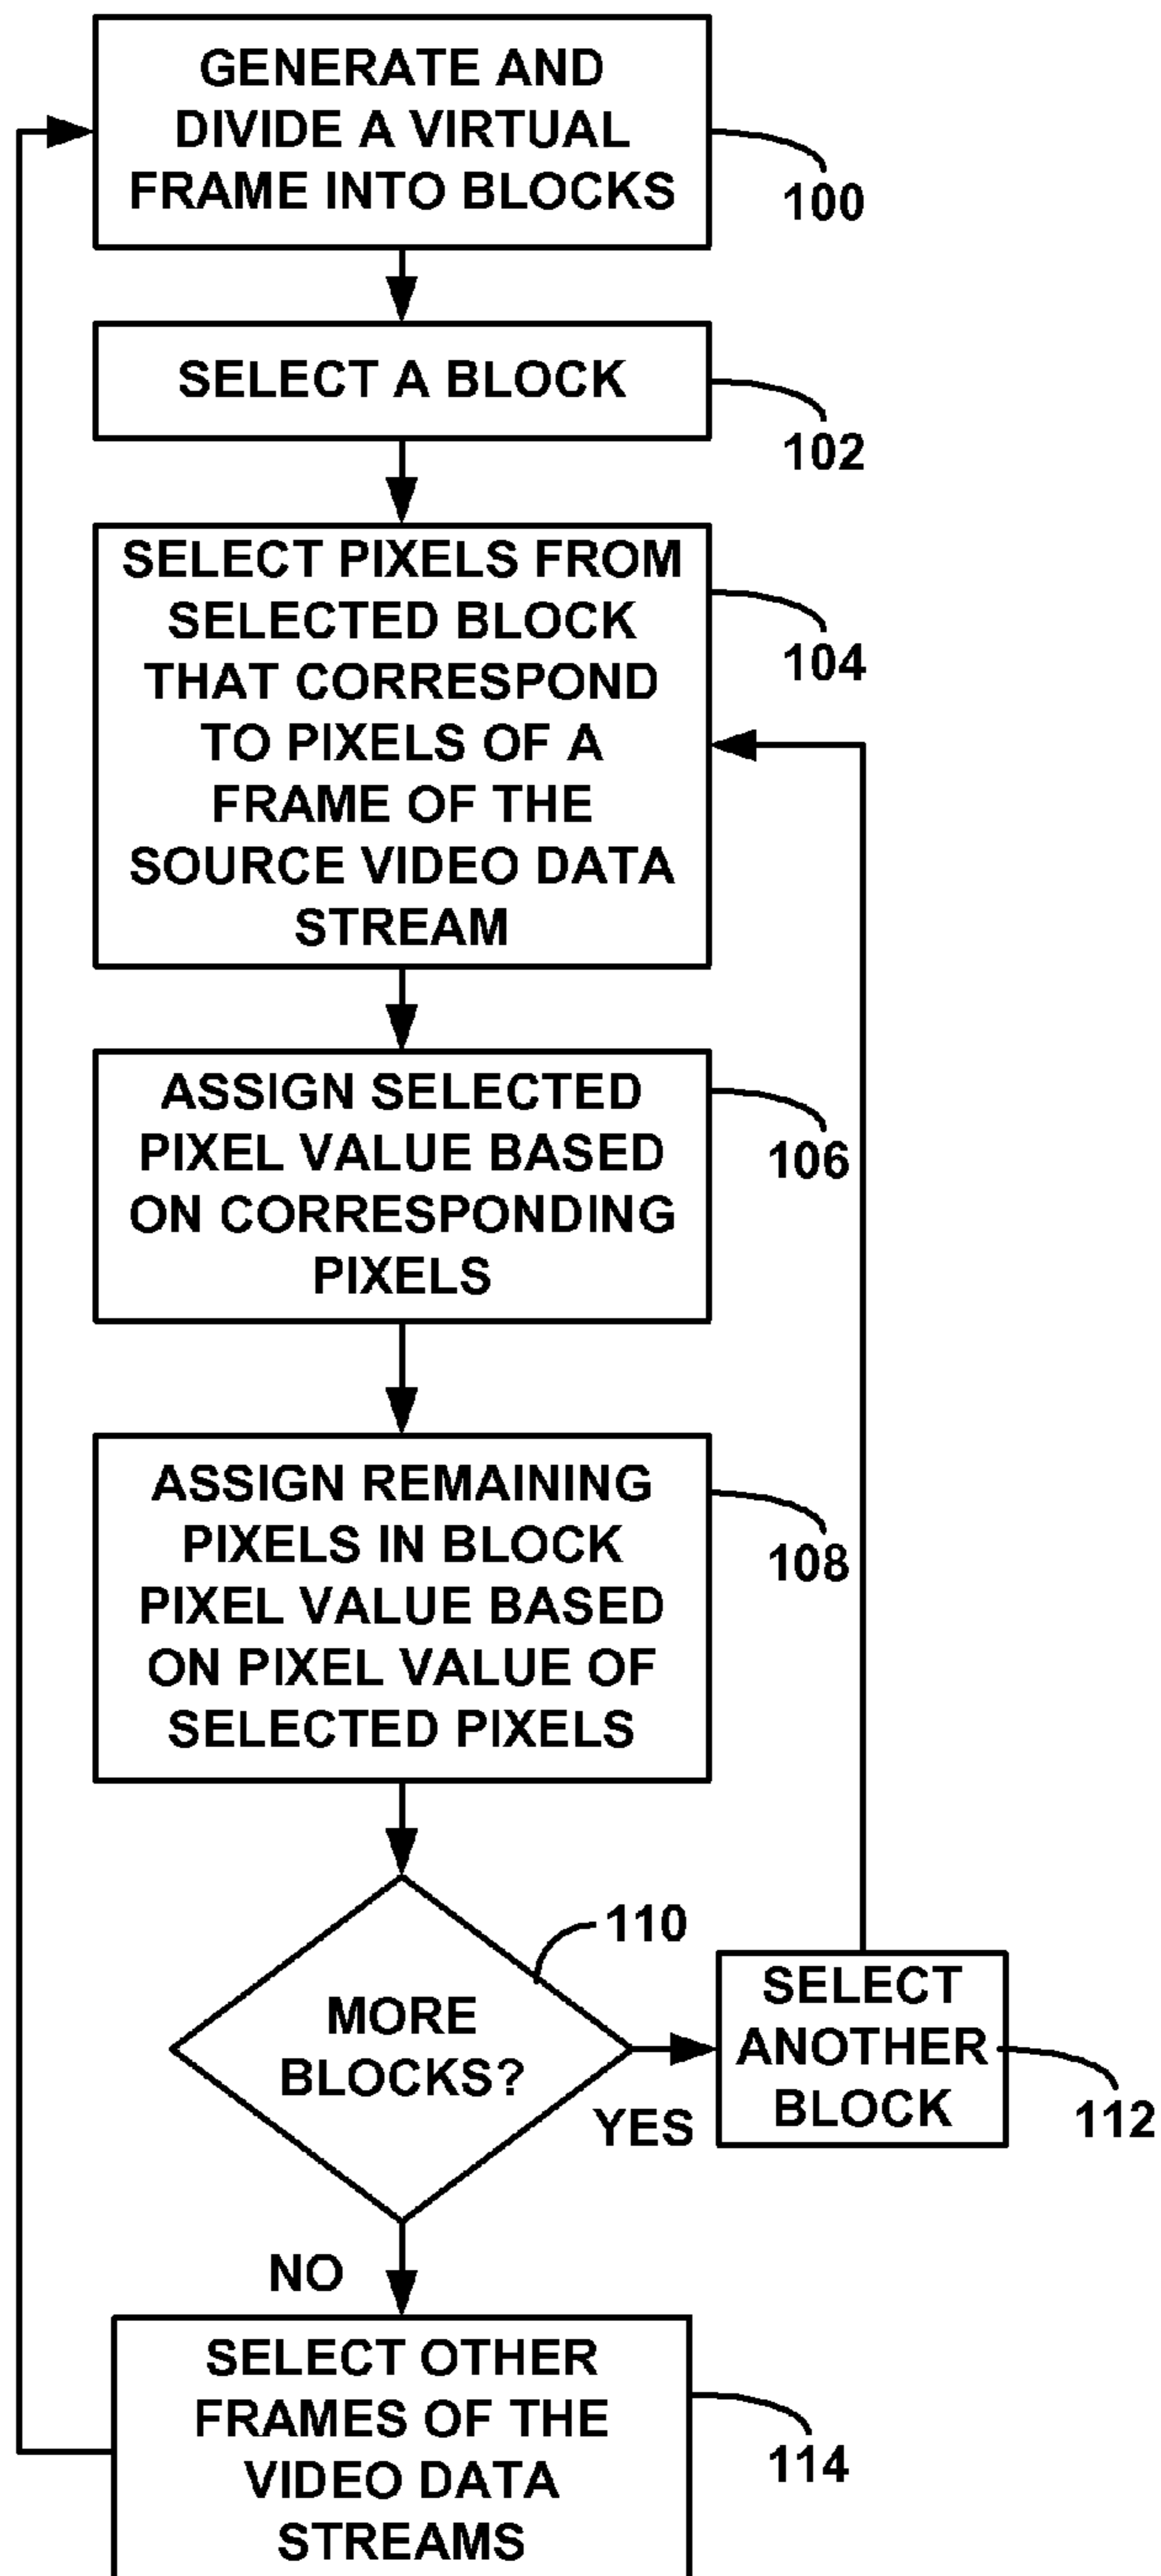 GENERATE AND
DIVIDE A VIRTUAL
FRAME INTO BLOCKS
100
SELECT A BLOCK
102
SELECT PIXELS FROM
SELECTED BLOCK
THAT CORRESPOND
TO PIXELS OF A
FRAME OF THE
SOURCE VIDEO DATA
STREAM
104
ASSIGN SELECTED
PIXEL VALUE BASED
ON CORRESPONDING
PIXELS
106
ASSIGN REMAINING
PIXELS IN BLOCK
PIXEL VALUE BASED
ON PIXEL VALUE OF
SELECTED PIXELS
108
110
MORE
BLOCKS?
YES
SELECT
ANOTHER
BLOCK
112
NO
SELECT OTHER
FRAMES OF THE
VIDEO DATA
STREAMS
114